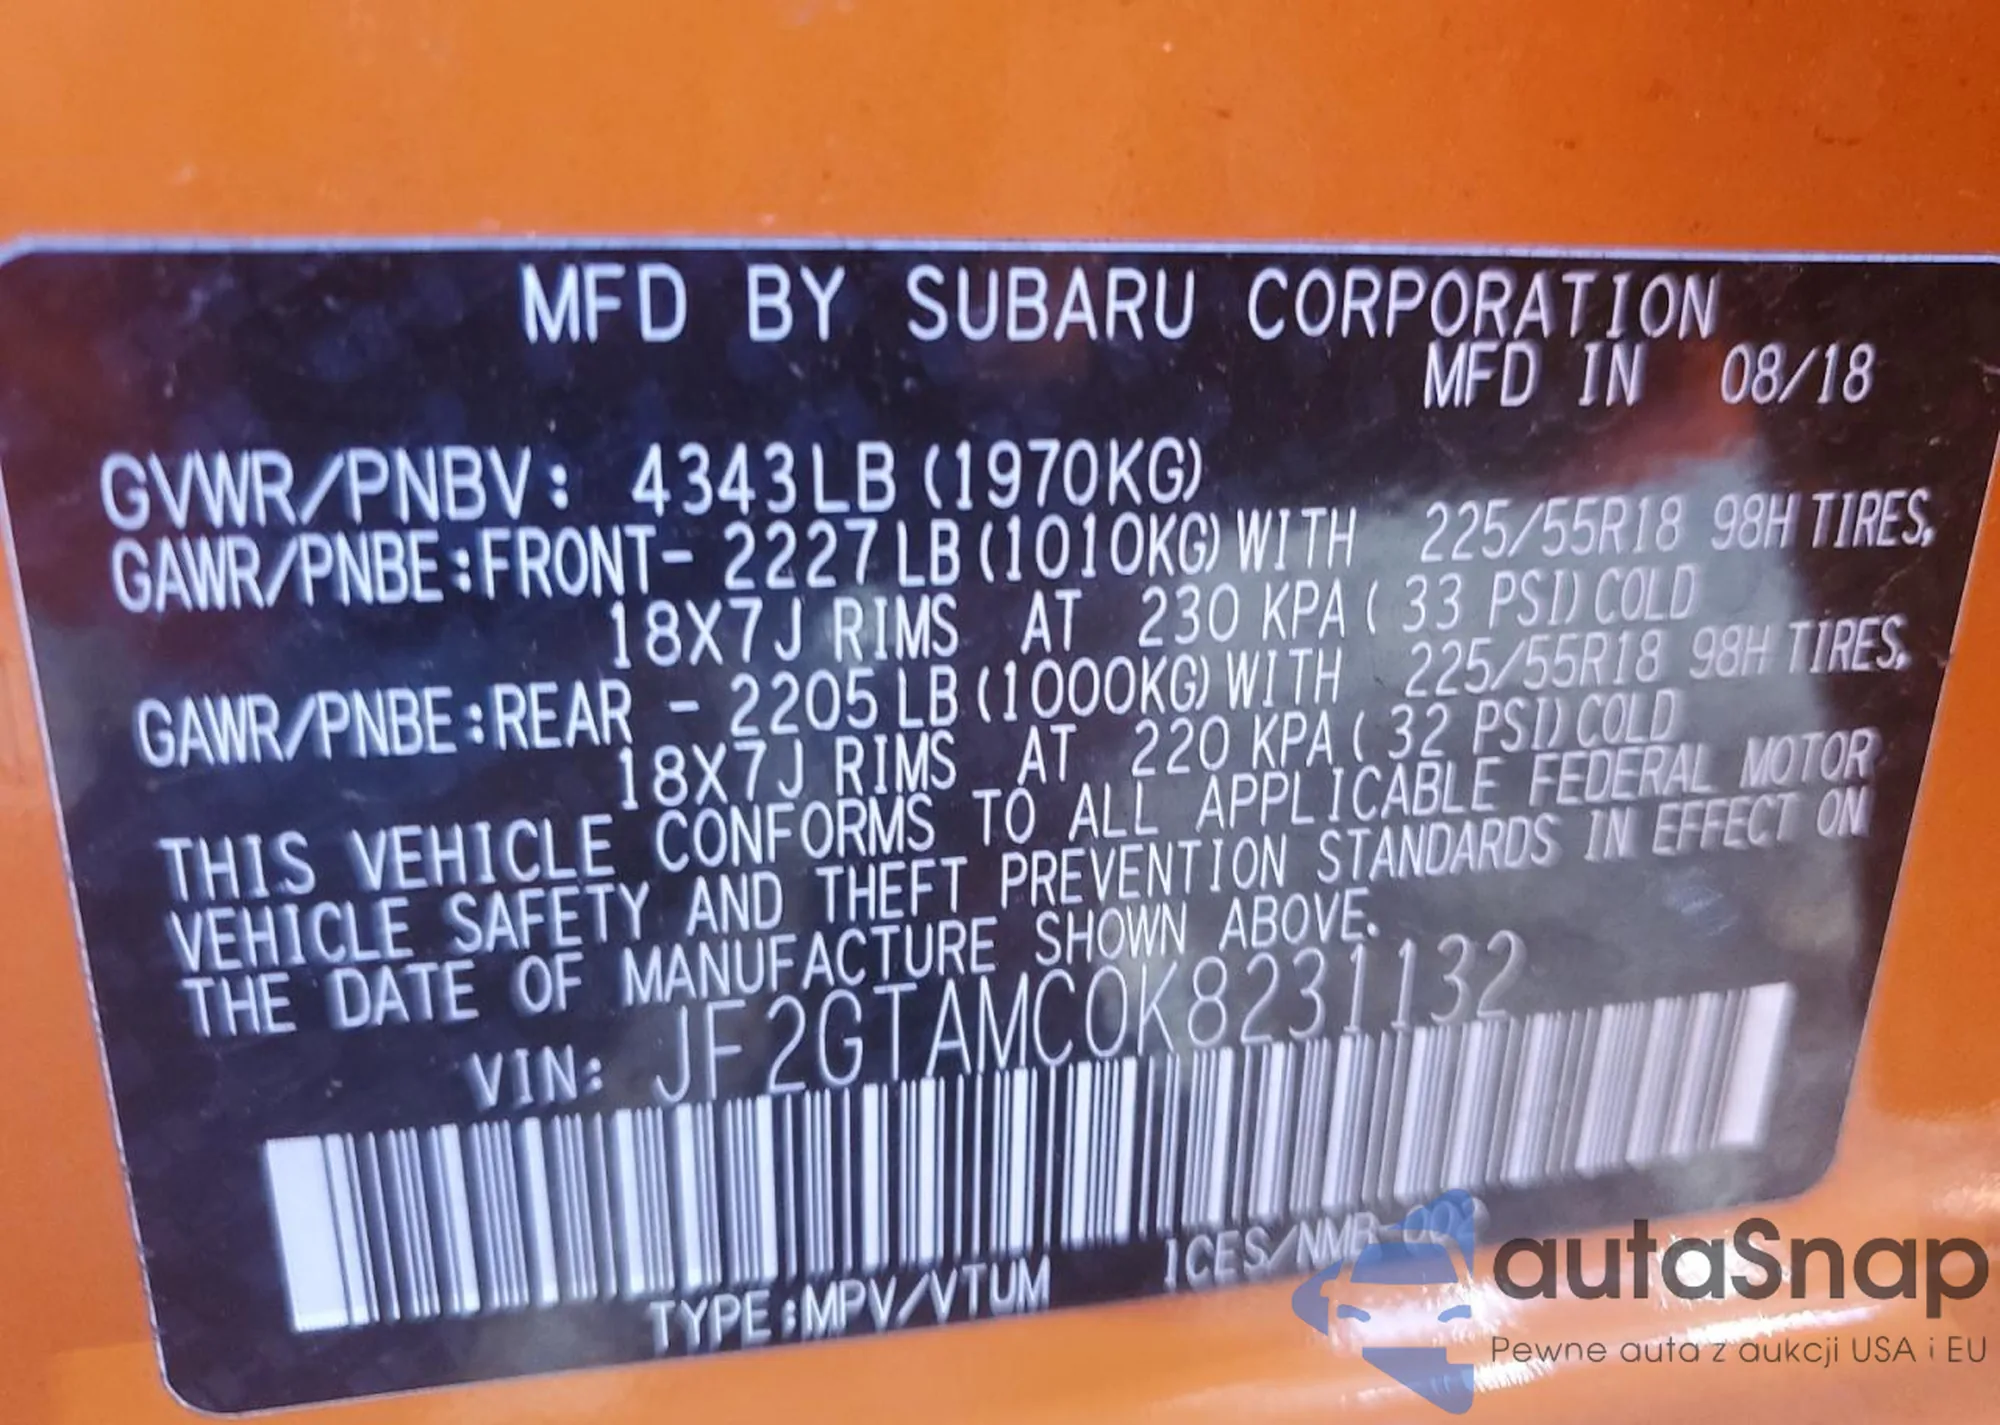 MFD BY SUBARU CORPORATION
MFD IN 08/18
GVWR/PNBV: 4343LB (1970KG)
GAWR/PNBE:FRONT- 2227LB (1010KG) WITH 225/55R18 98H TIRES,
18X7J RIMS AT 230 KPA ( 33 PSI) COLD
GAWR/PNBE:REAR - 2205LB (1000KG) WITH 225/55R18 98H TIRES,
18X7J RIMS AT 220 KPA ( 32 PSI) COLD
THIS VEHICLE CONFORMS TO ALL APPLICABLE FEDERAL MOTOR
VEHICLE SAFETY AND THEFT PREVENTION STANDARDS IN EFFECT ON
THE DATE OF MANUFACTURE SHOWN ABOVE.
VIN: JF2GTAMC0K8231132
TYPE:MPV/VTUM
autaSnap
Pewne auta z aukcji USA i EU